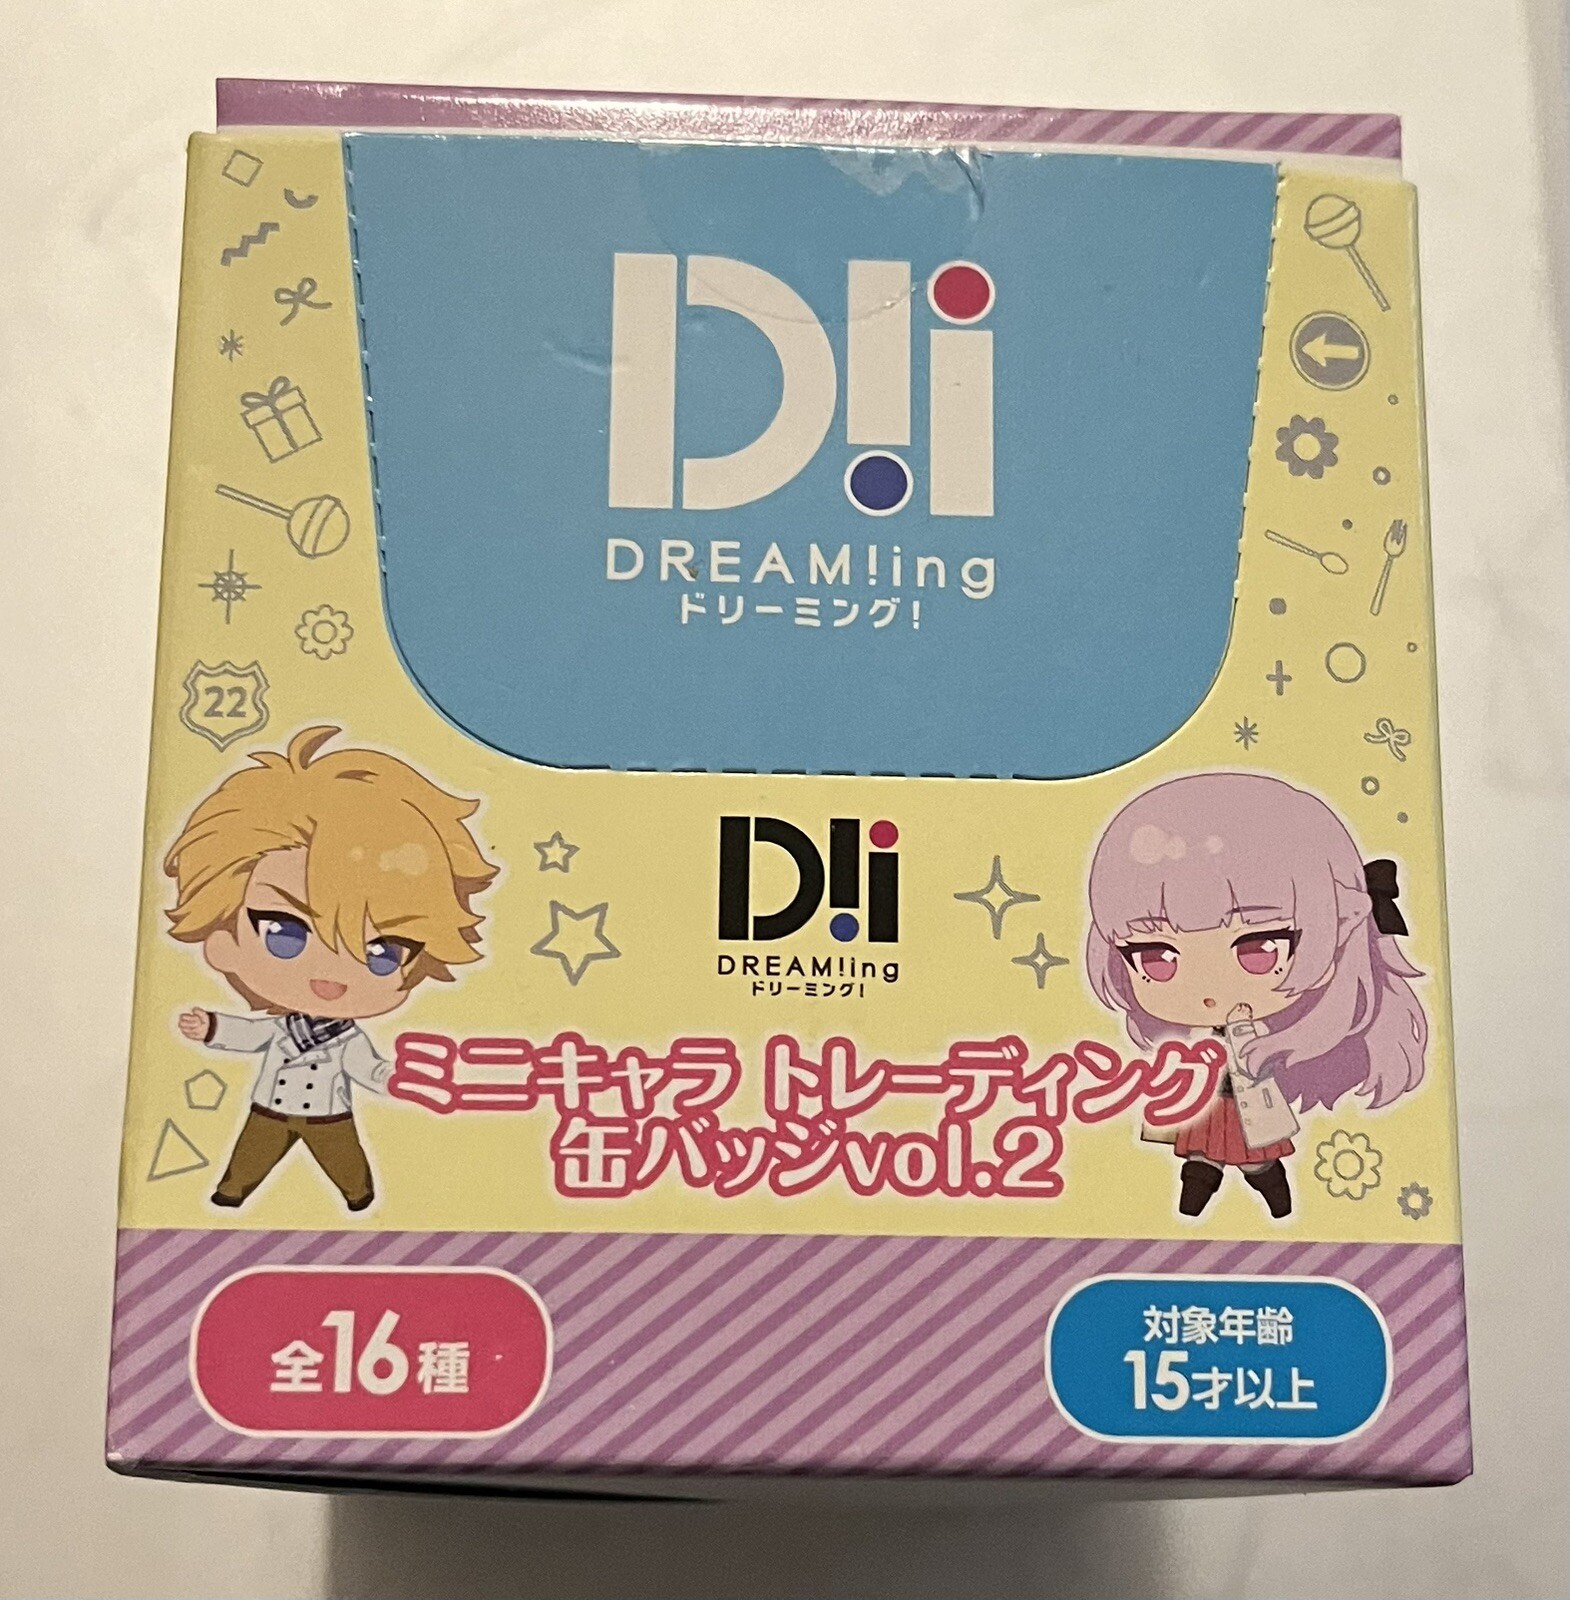 D!i
DREAM!ing
ドリーミング!
22
D!i
DREAM!ing
ドリーミング!
ミニキャラ トレーディング
缶バッジvol.2
全16種
対象年齢
15才以上